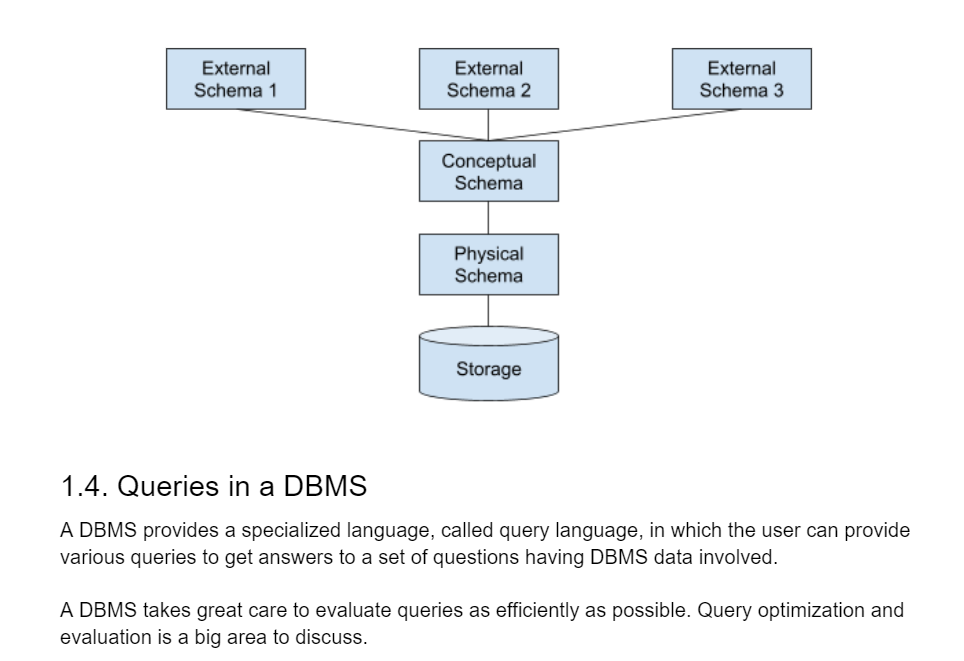 External
Schema 1
External
Schema 2
External
Schema 3
Conceptual
Schema
Physical
Schema
Storage
1.4. Queries in a DBMS
A DBMS provides a specialized language, called query language, in which the user can provide
various queries to get answers to a set of questions having DBMS data involved.
A DBMS takes great care to evaluate queries as efficiently as possible. Query optimization and
evaluation is a big area to discuss.